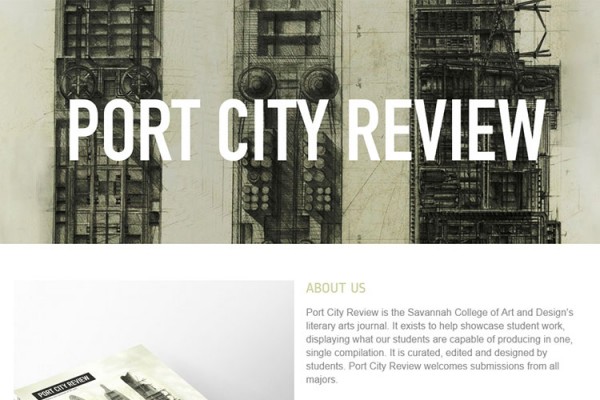 PORT CITY REVIEW
ABOUT US
Port City Review is the Savannah College of Art and Design's
literary arts journal. It exists to help showcase student work,
displaying what our students are capable of producing in one,
single compilation. It is curated, edited and designed by
students. Port City Review welcomes submissions from all
majors.
PORT CITY REVIEW